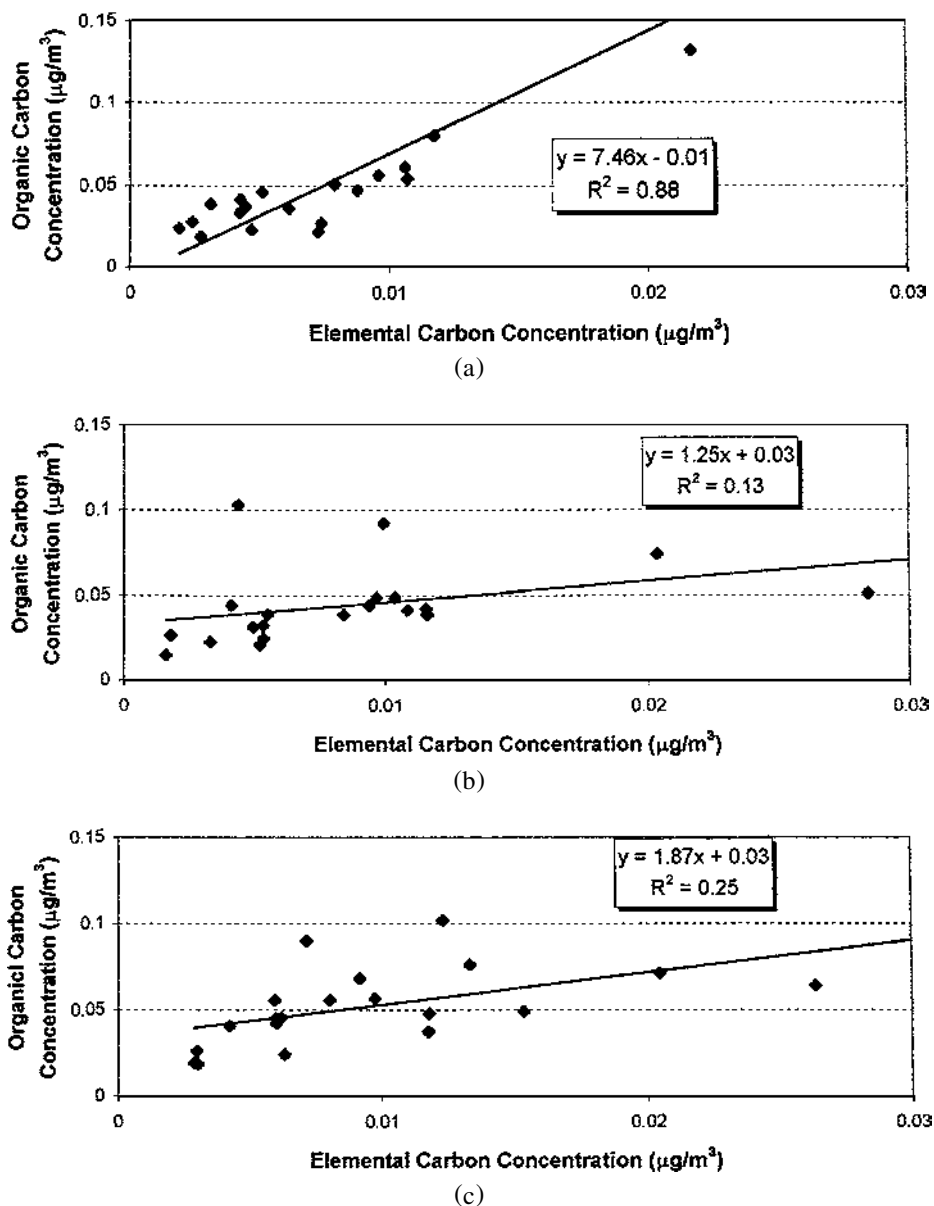 0.15
0.1
0.05
0
Organic Carbon
Concentration (µg/m³)
y = 7.46x - 0.01
R² = 0.88
0 0.01 0.02 0.03
Elemental Carbon Concentration (µg/m³)
(a)
0.15
0.1
0.05
0
Organic Carbon
Concentration (µg/m³)
y = 1.25x + 0.03
R² = 0.13
0 0.01 0.02 0.03
Elemental Carbon Concentration (µg/m³)
(b)
0.15
0.1
0.05
0
Organicl Carbon
Concentration (µg/m³)
y = 1.87x + 0.03
R² = 0.25
0 0.01 0.02 0.03
Elemental Carbon Concentration (µg/m³)
(c)